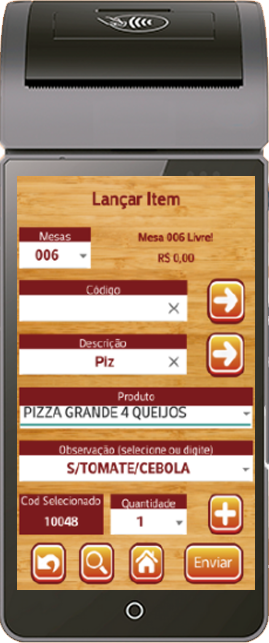 Lançar Item
Mesas
Mesa 006 Livre!
006
R$ 0,00
Código
Descrição
Piz
Produto
PIZZA GRANDE 4 QUEIJOS
Observação (selecione ou digite)
S/TOMATE/CEBOLA
Cod Selecionado
Quantidade
10048
1
Enviar